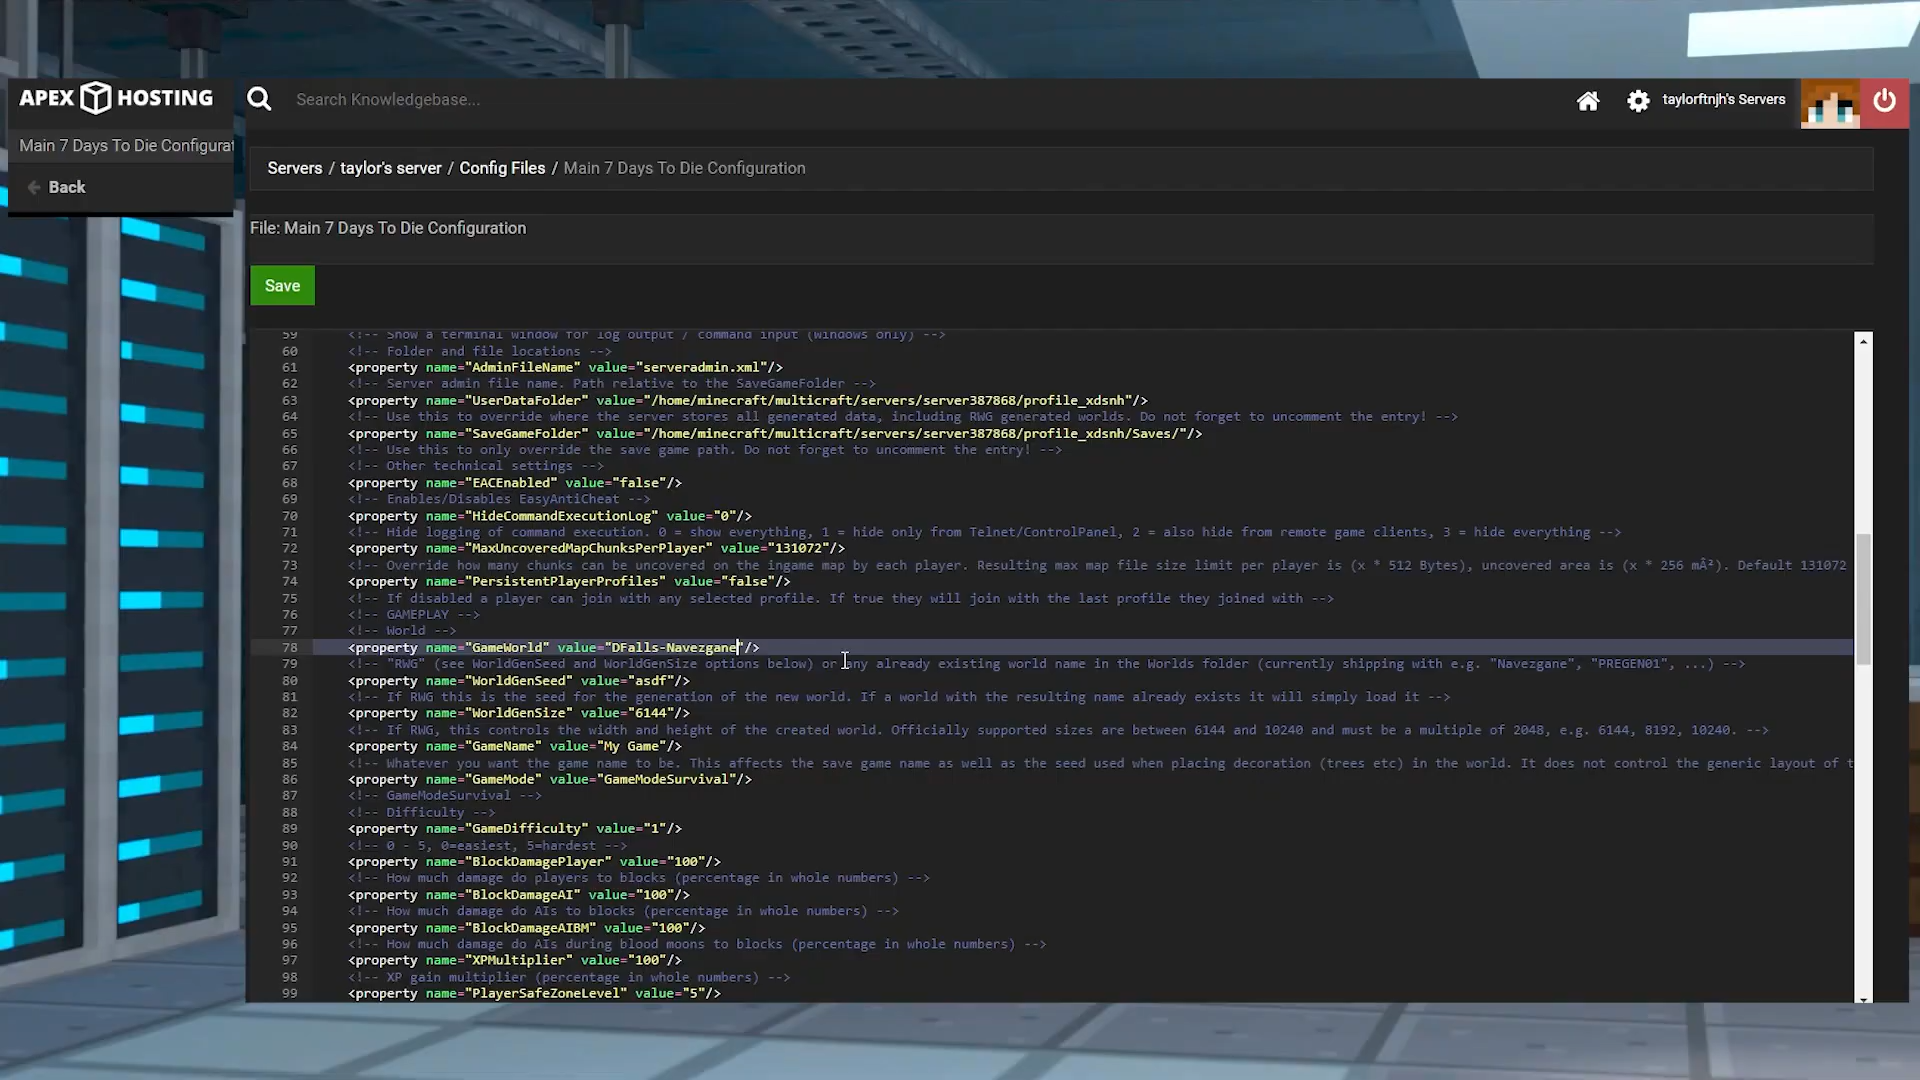 APEX HOSTING
Search Knowledgebase...
taylorftnjh's Servers
Main 7 Days To Die Configurat
Back
Servers / taylor's server / Config Files / Main 7 Days To Die Configuration
File: Main 7 Days To Die Configuration
Save
59 <!-- Show a terminal window for log output / command input (Windows only) -->
60 <!-- Folder and file locations -->
61 <property name="AdminFileName" value="serveradmin.xml"/>
62 <!-- Server admin file name. Path relative to the SaveGameFolder -->
63 <property name="UserDataFolder" value="/home/minecraft/multicraft/servers/server387868/profile_xdsnh"/>
64 <!-- Use this to override where the server stores all generated data, including RWG generated worlds. Do not forget to uncomment the entry! -->
65 <property name="SaveGameFolder" value="/home/minecraft/multicraft/servers/server387868/profile_xdsnh/Saves/"/>
66 <!-- Use this to only override the save game path. Do not forget to uncomment the entry! -->
67 <!-- Other technical settings -->
68 <property name="EACEnabled" value="false"/>
69 <!-- Enables/Disables EasyAntiCheat -->
70 <property name="HideCommandExecutionLog" value="0"/>
71 <!-- Hide logging of command execution. 0 = show everything, 1 = hide only from Telnet/ControlPanel, 2 = also hide from remote game clients, 3 = hide everything -->
72 <property name="MaxUncoveredMapChunksPerPlayer" value="131072"/>
73 <!-- Override how many chunks can be uncovered on the ingame map by each player. Resulting max map file size limit per player is (x * 512 Bytes), uncovered area is (x * 256 mÂ²). Default 131072
74 <property name="PersistentPlayerProfiles" value="false"/>
75 <!-- If disabled a player can join with any selected profile. If true they will join with the last profile they joined with -->
76 <!-- GAMEPLAY -->
77 <!-- World -->
78 <property name="GameWorld" value="DFalls-Navezgane"/>
79 <!-- "RWG" (see WorldGenSeed and WorldGenSize options below) or any already existing world name in the Worlds folder (currently shipping with e.g. "Navezgane", "PREGEN01", ...) -->
80 <property name="WorldGenSeed" value="asdf"/>
81 <!-- If RWG this is the seed for the generation of the new world. If a world with the resulting name already exists it will simply load it -->
82 <property name="WorldGenSize" value="6144"/>
83 <!-- If RWG, this controls the width and height of the created world. Officially supported sizes are between 6144 and 10240 and must be a multiple of 2048, e.g. 6144, 8192, 10240. -->
84 <property name="GameName" value="My Game"/>
85 <!-- Whatever you want the game name to be. This affects the save game name as well as the seed used when placing decoration (trees etc) in the world. It does not control the generic layout of t
86 <property name="GameMode" value="GameModeSurvival"/>
87 <!-- GameModeSurvival -->
88 <!-- Difficulty -->
89 <property name="GameDifficulty" value="1"/>
90 <!-- 0 - 5, 0=easiest, 5=hardest -->
91 <property name="BlockDamagePlayer" value="100"/>
92 <!-- How much damage do players to blocks (percentage in whole numbers) -->
93 <property name="BlockDamageAI" value="100"/>
94 <!-- How much damage do AIs to blocks (percentage in whole numbers) -->
95 <property name="BlockDamageAIBM" value="100"/>
96 <!-- How much damage do AIs during blood moons to blocks (percentage in whole numbers) -->
97 <property name="XPMultiplier" value="100"/>
98 <!-- XP gain multiplier (percentage in whole numbers) -->
99 <property name="PlayerSafeZoneLevel" value="5"/>